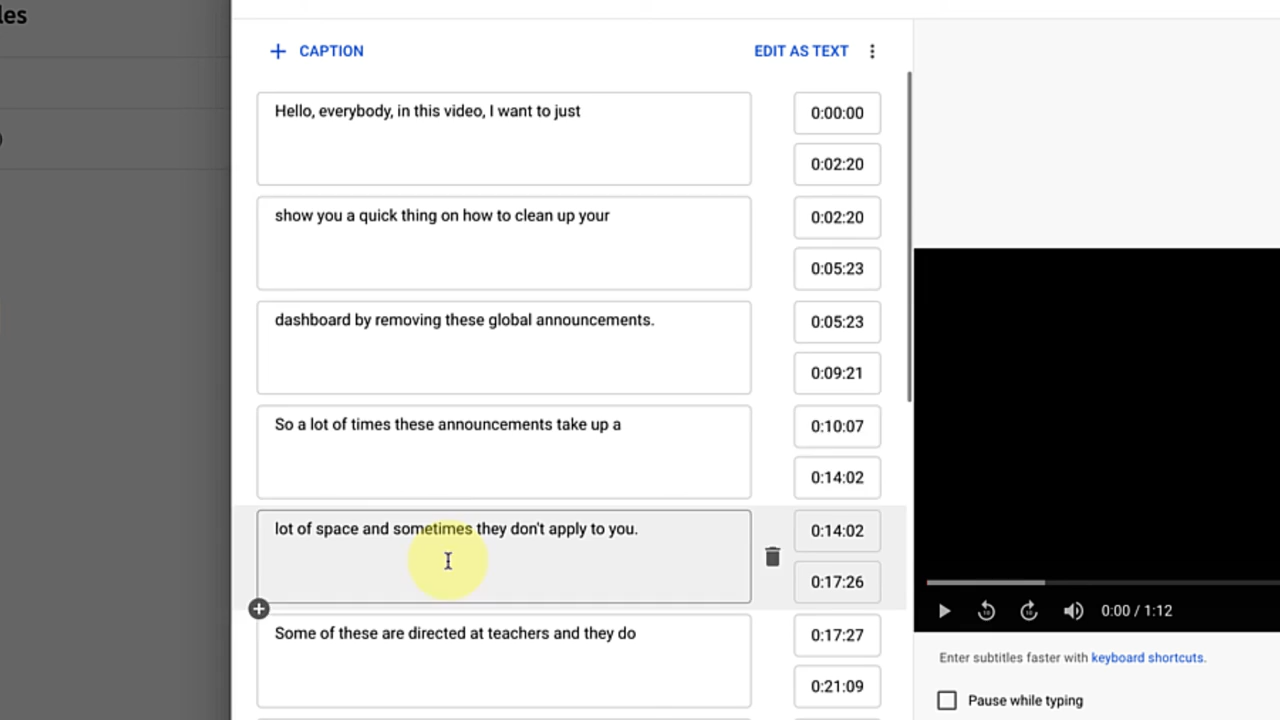 les
+ CAPTION
EDIT AS TEXT
Hello, everybody, in this video, I want to just
0:00:00
0:02:20
show you a quick thing on how to clean up your
0:02:20
0:05:23
dashboard by removing these global announcements.
0:05:23
0:09:21
So a lot of times these announcements take up a
0:10:07
0:14:02
lot of space and sometimes they don't apply to you.
0:14:02
0:17:26
Some of these are directed at teachers and they do
0:17:27
0:21:09
0:00 / 1:12
Enter subtitles faster with keyboard shortcuts.
Pause while typing